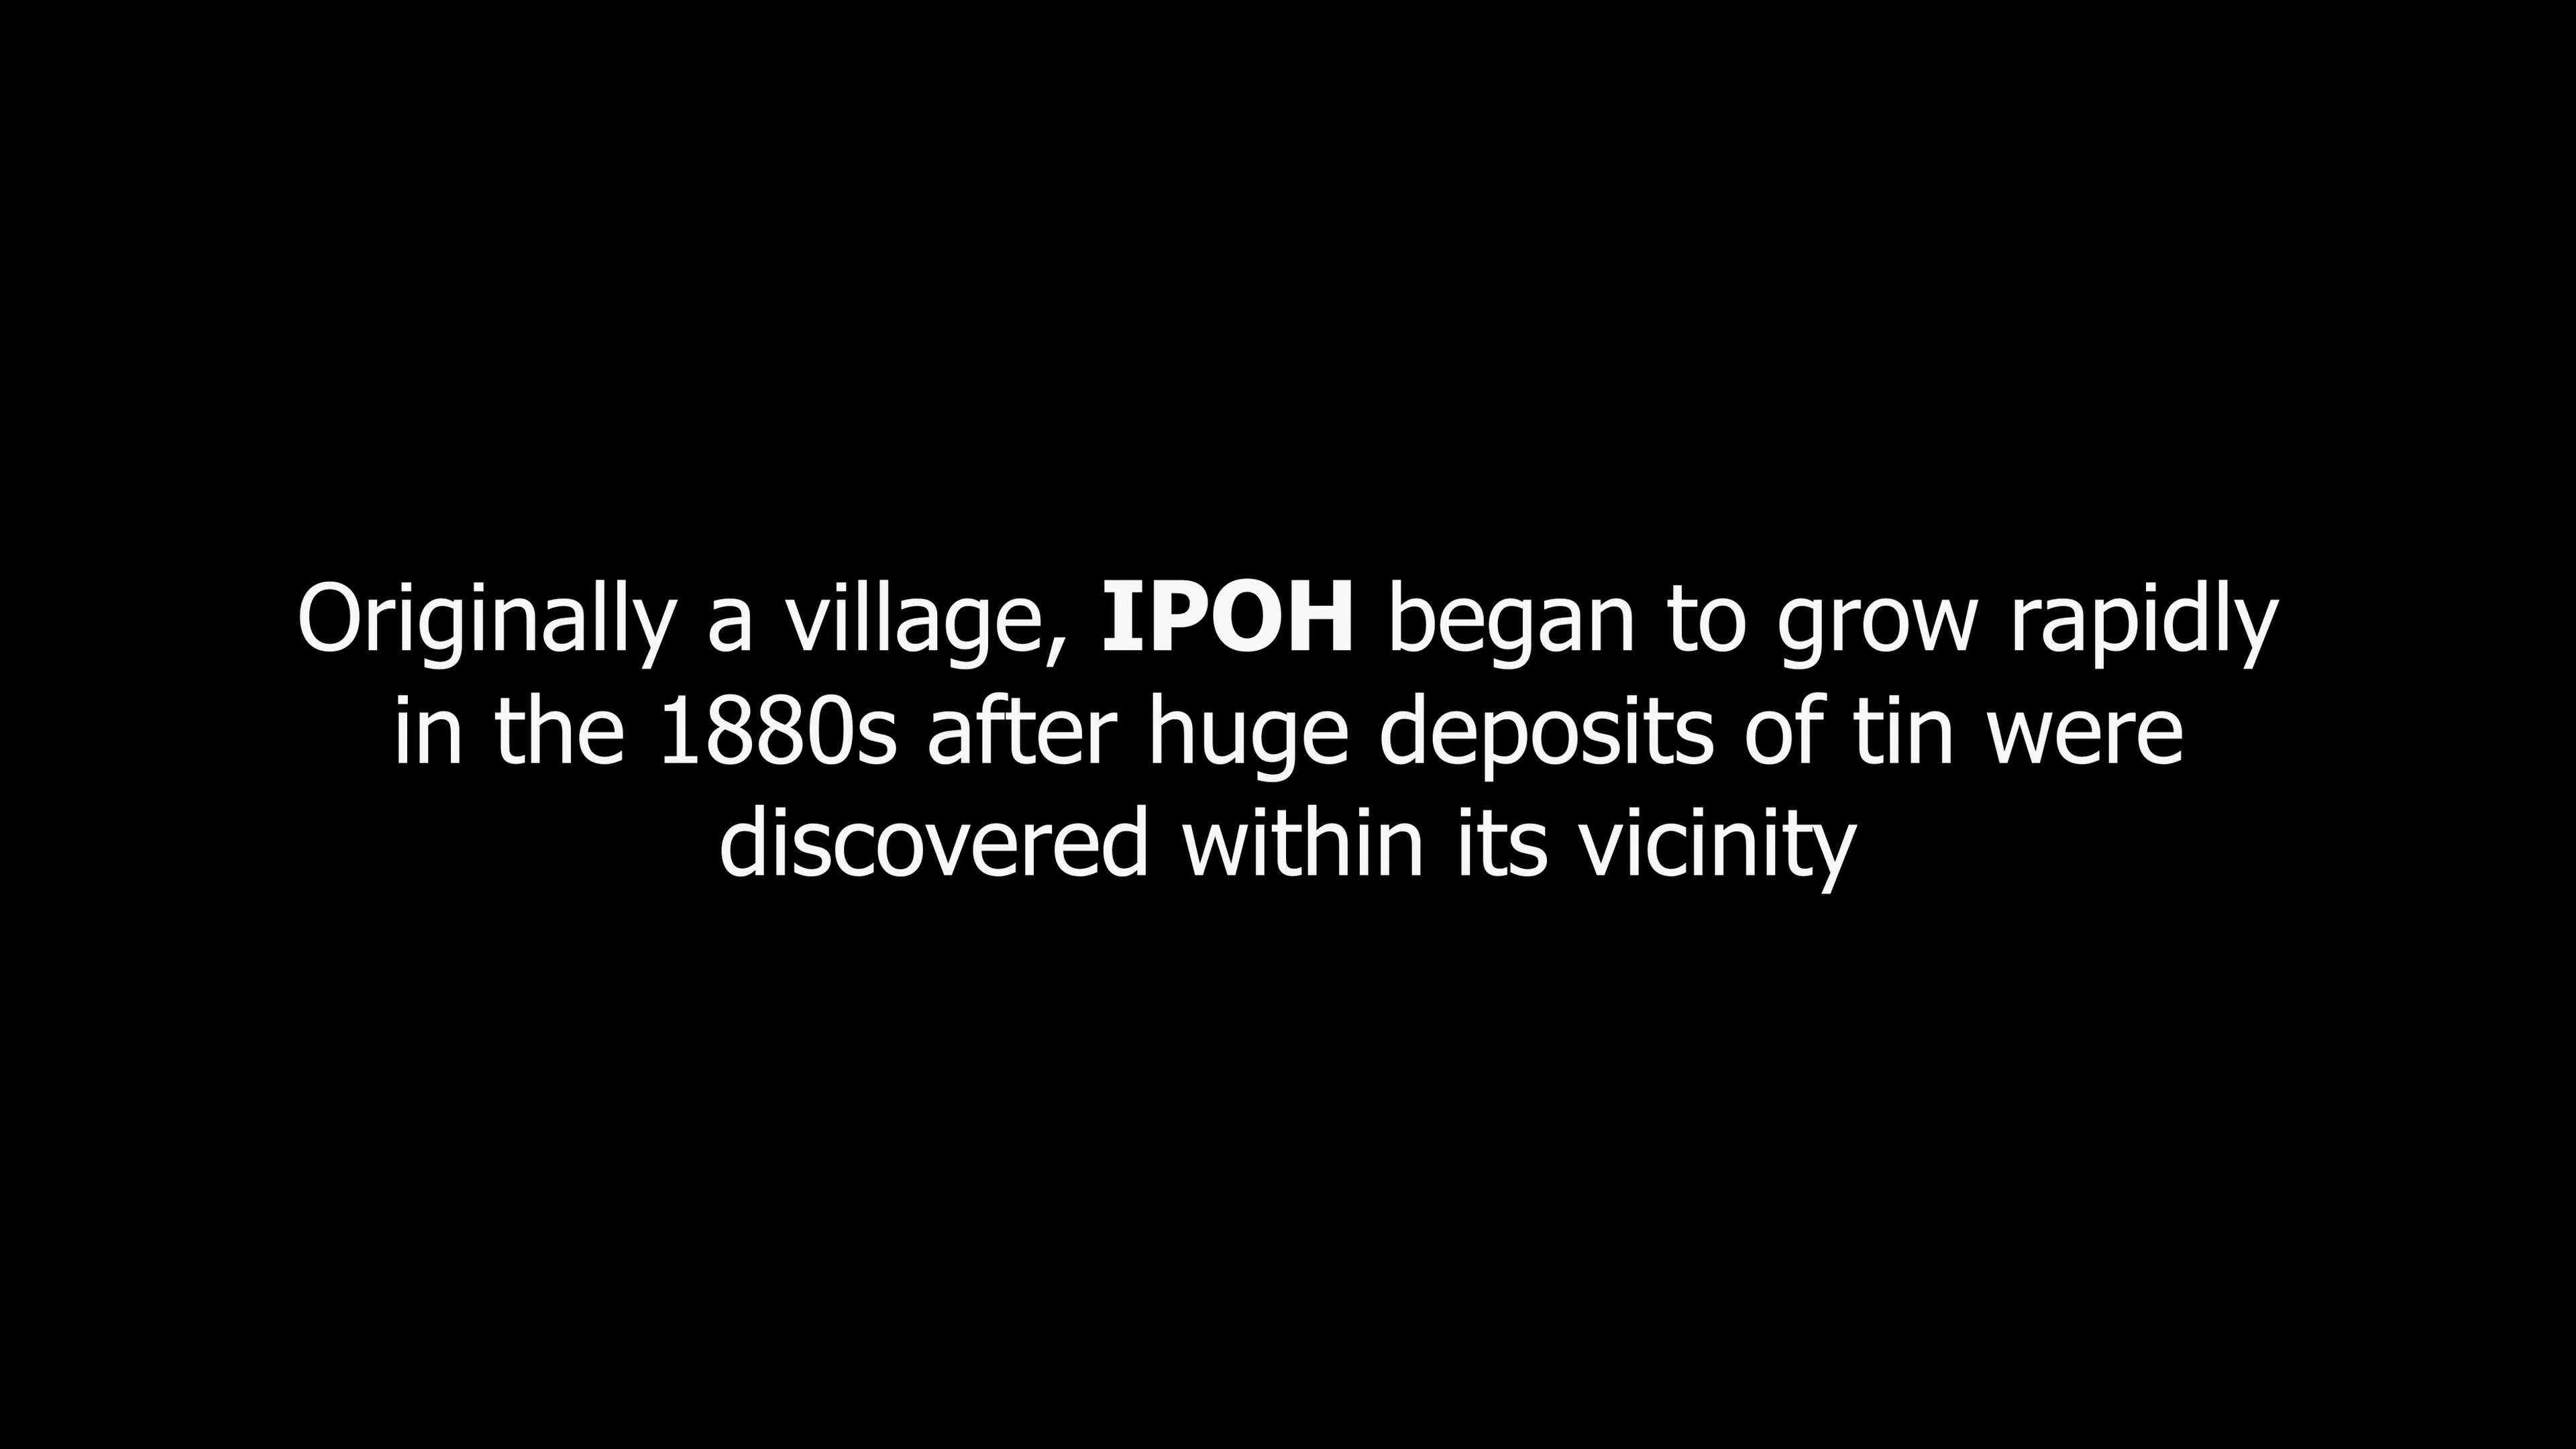 Originally a village, IPOH began to grow rapidly
in the 1880s after huge deposits of tin were
discovered within its vicinity